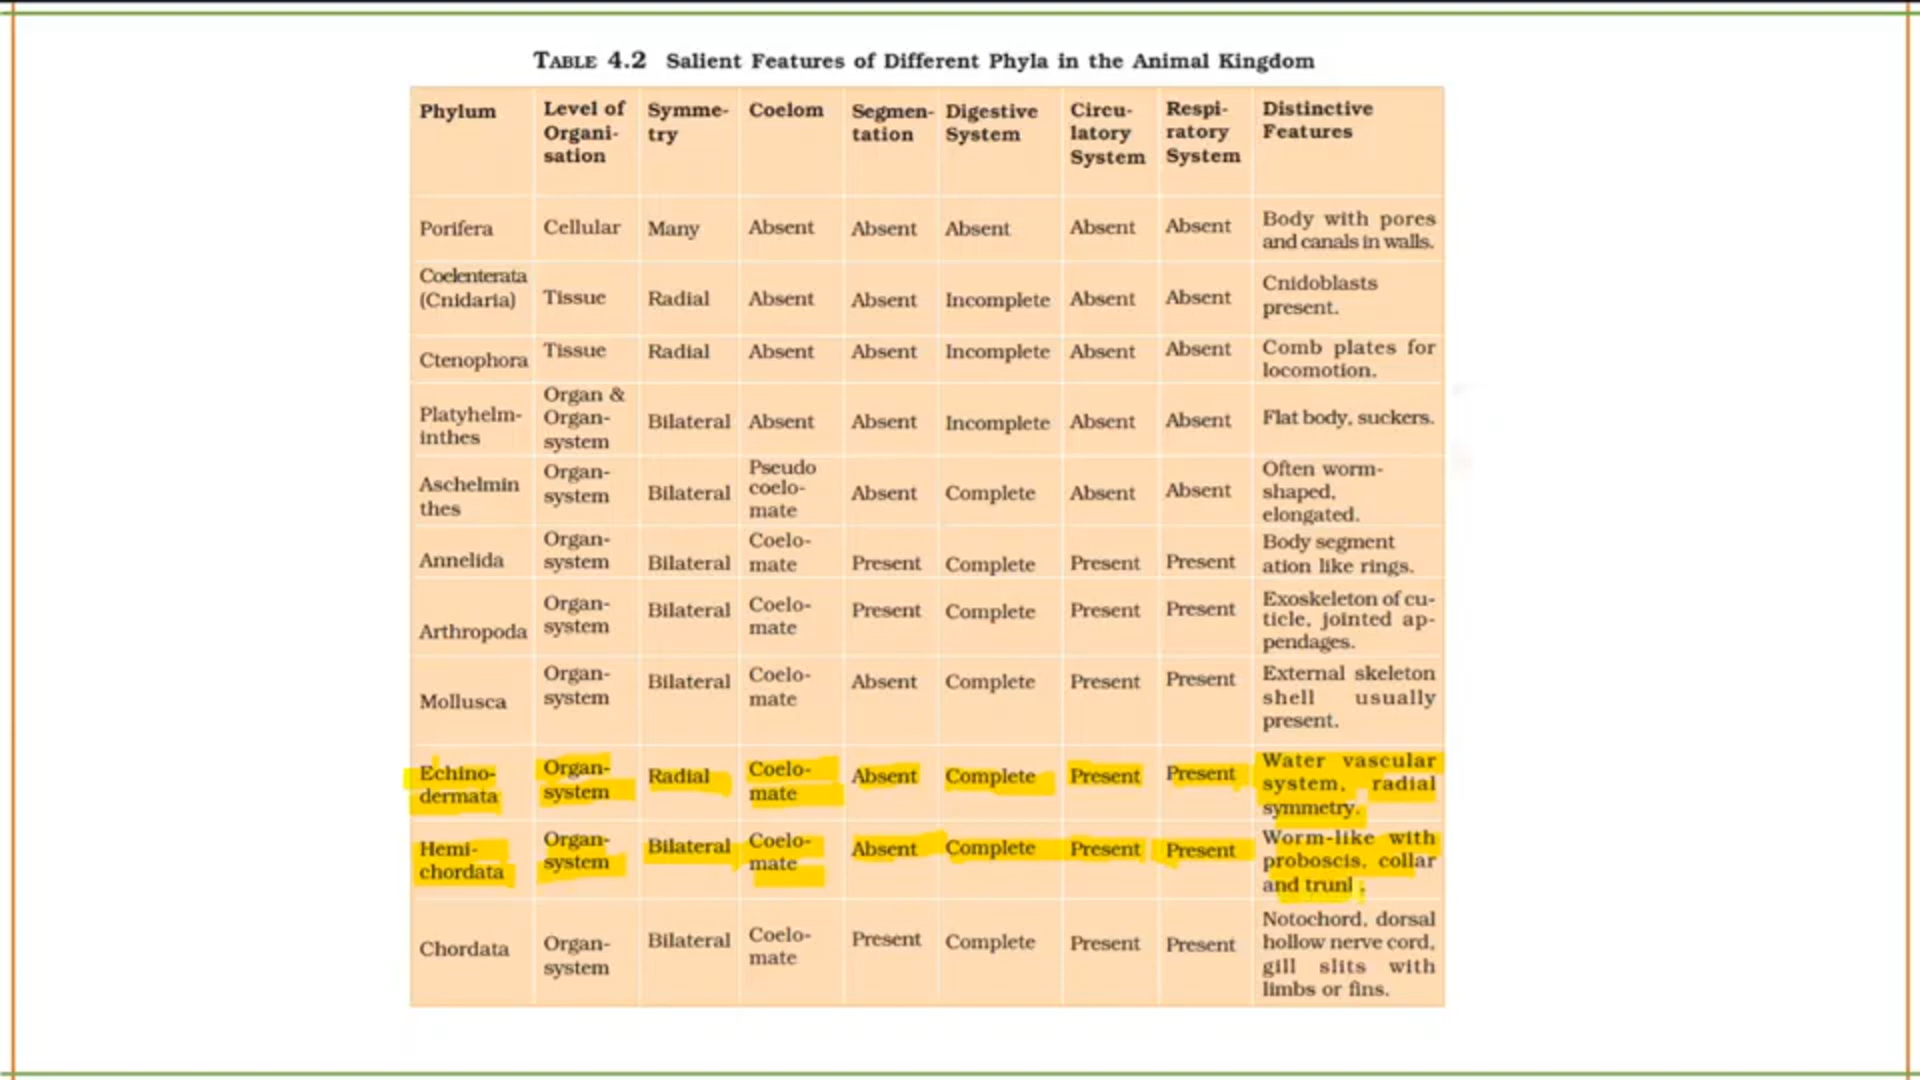 TABLE 4.2 Salient Features of Different Phyla in the Animal Kingdom
Phylum Level of Organi-sation Symme-try Coelom Segmen-tation Digestive System Circu-latory System Respi-ratory System Distinctive Features
Porifera Cellular Many Absent Absent Absent Absent Absent Body with pores and canals in walls.
Coelenterata (Cnidaria) Tissue Radial Absent Absent Incomplete Absent Absent Cnidoblasts present.
Ctenophora Tissue Radial Absent Absent Incomplete Absent Absent Comb plates for locomotion.
Platyhelm-inthes Organ & Organ-system Bilateral Absent Absent Incomplete Absent Absent Flat body, suckers.
Aschelmin thes Organ-system Bilateral Pseudo coelo-mate Absent Complete Absent Absent Often worm-shaped, elongated.
Annelida Organ-system Bilateral Coelo-mate Present Complete Present Present Body segment ation like rings.
Arthropoda Organ-system Bilateral Coelo-mate Present Complete Present Present Exoskeleton of cu-ticle, jointed ap-pendages.
Mollusca Organ-system Bilateral Coelo-mate Absent Complete Present Present External skeleton shell usually present.
Echino-dermata Organ-system Radial Coelo-mate Absent Complete Present Present Water vascular system, radial symmetry.
Hemi-chordata Organ-system Bilateral Coelo-mate Absent Complete Present Present Worm-like with proboscis, collar and trunk.
Chordata Organ-system Bilateral Coelo-mate Present Complete Present Present Notochord, dorsal hollow nerve cord, gill slits with limbs or fins.